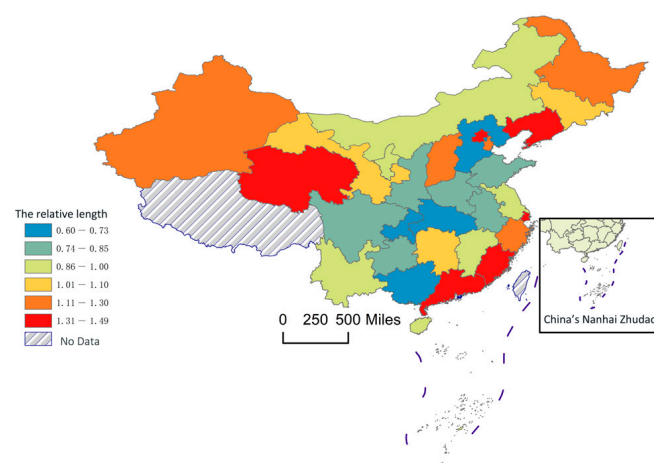 The relative length
0.60 − 0.73
0.74 − 0.85
0.86 − 1.00
1.01 − 1.10
1.11 − 1.30
1.31 − 1.49
No Data
0 250 500 Miles
China's Nanhai Zhudao